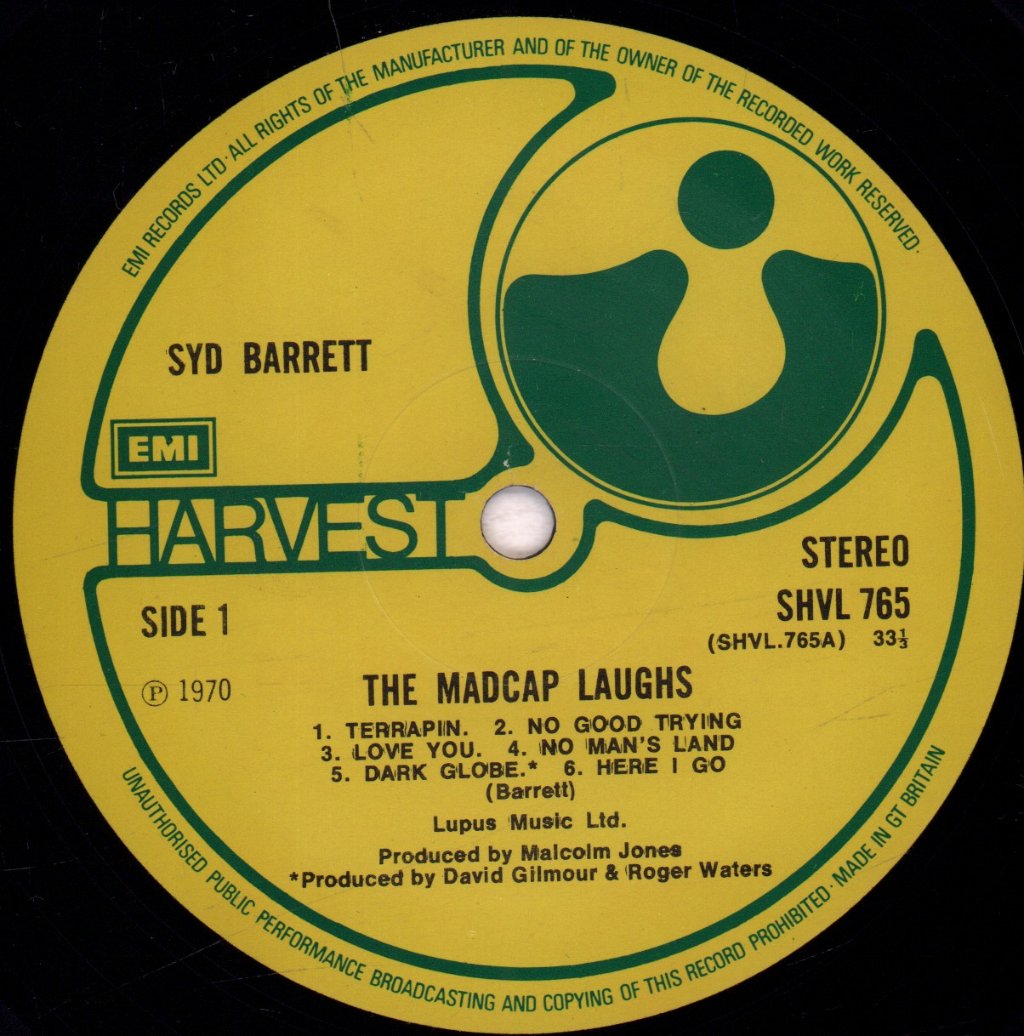 EMI RECORDS LTD · ALL RIGHTS OF THE MANUFACTURER AND OF THE OWNER OF THE RECORDED WORK RESERVED ·
SYD BARRETT
EMI
HARVEST
STEREO
SHVL 765
(SHVL.765A) 33⅓
SIDE 1
Ⓟ 1970
THE MADCAP LAUGHS
1. TERRAPIN. 2. NO GOOD TRYING
3. LOVE YOU. 4. NO MAN'S LAND
5. DARK GLOBE.* 6. HERE I GO
(Barrett)
Lupus Music Ltd.
Produced by Malcolm Jones
*Produced by David Gilmour & Roger Waters
UNAUTHORISED PUBLIC PERFORMANCE BROADCASTING AND COPYING OF THIS RECORD PROHIBITED · MADE IN GT BRITAIN